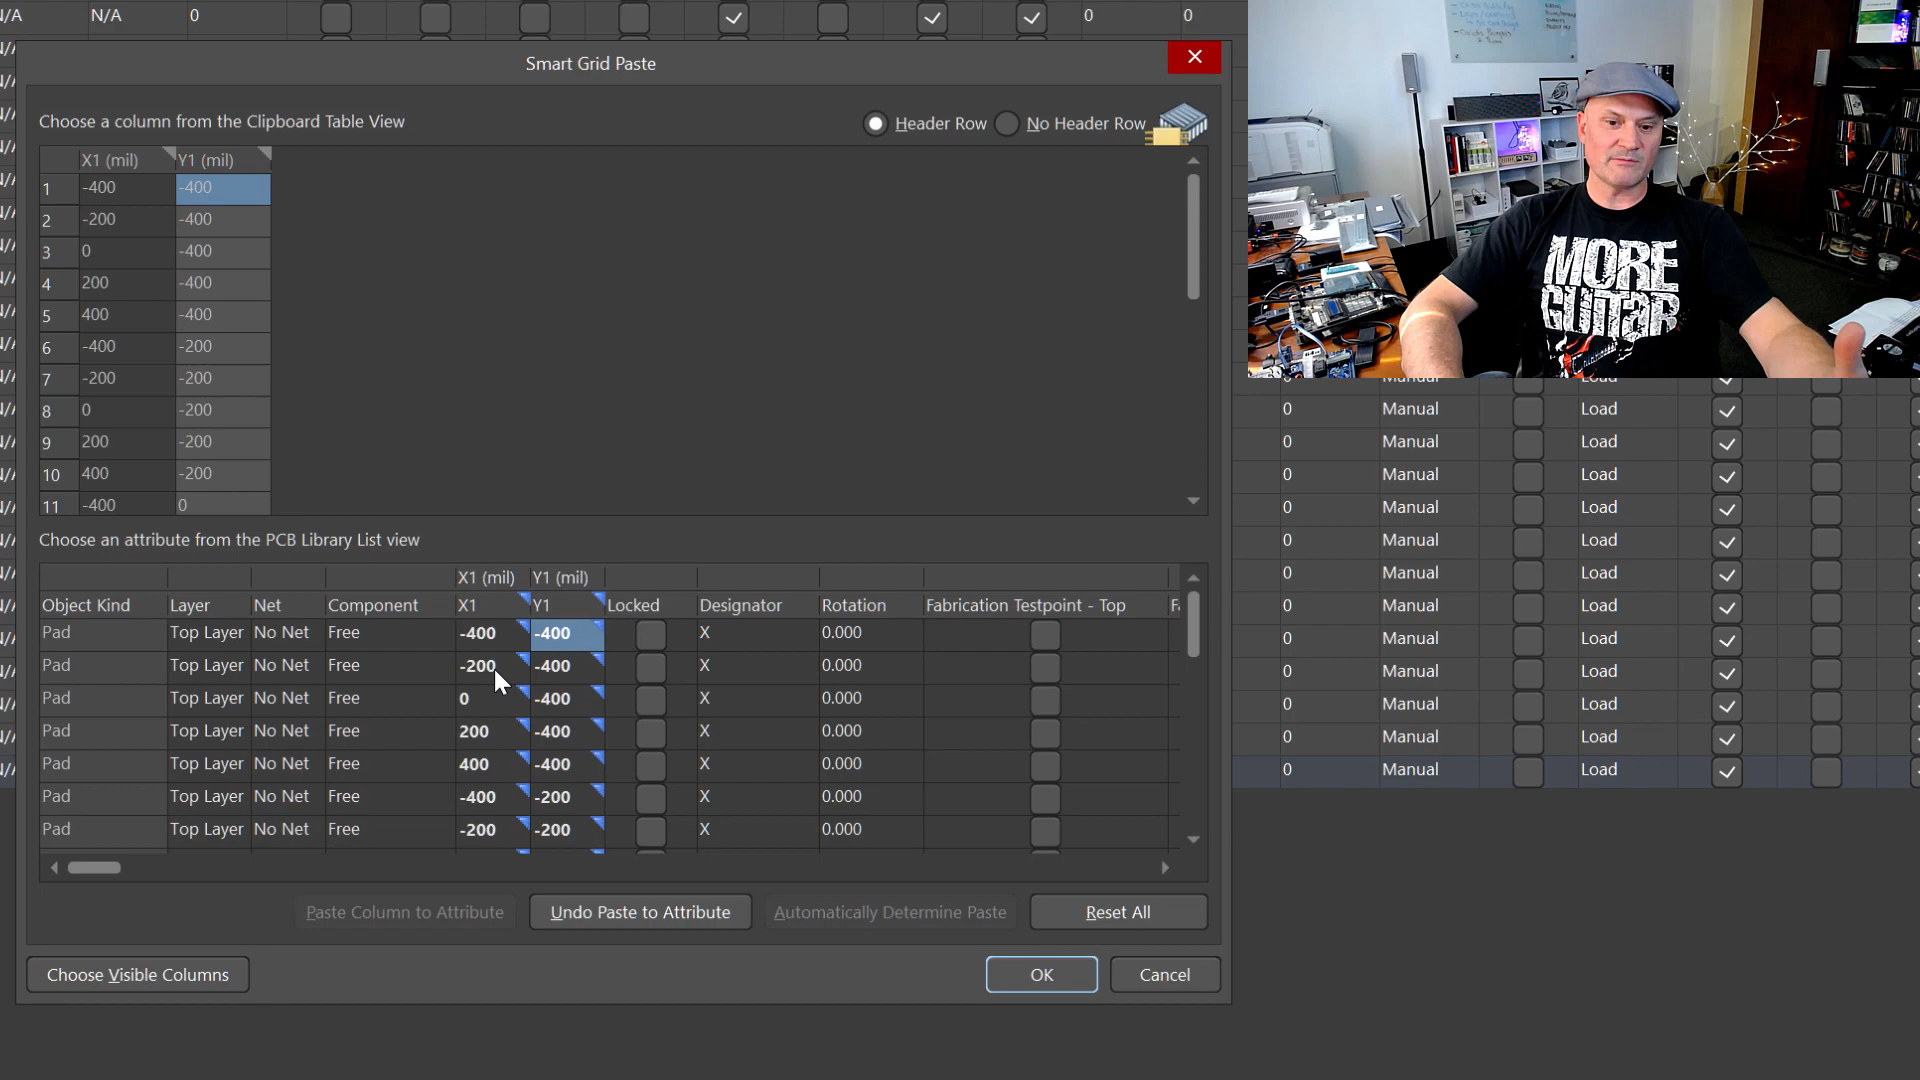 N/A 0 0 0
Smart Grid Paste
Choose a column from the Clipboard Table View
Header Row No Header Row
X1 (mil) Y1 (mil)
1 -400 -400
2 -200 -400
3 0 -400
4 200 -400
5 400 -400
6 -400 -200
7 -200 -200
8 0 -200
9 200 -200
10 400 -200
11 -400 0
MORE
GUITAR
0 Manual Load
0 Manual Load
0 Manual Load
0 Manual Load
0 Manual Load
0 Manual Load
0 Manual Load
0 Manual Load
0 Manual Load
0 Manual Load
0 Manual Load
0 Manual Load
Choose an attribute from the PCB Library List view
X1 (mil) Y1 (mil)
Object Kind Layer Net Component X1 Y1 Locked Designator Rotation Fabrication Testpoint - Top
Pad Top Layer No Net Free -400 -400 X 0.000
Pad Top Layer No Net Free -200 -400 X 0.000
Pad Top Layer No Net Free 0 -400 X 0.000
Pad Top Layer No Net Free 200 -400 X 0.000
Pad Top Layer No Net Free 400 -400 X 0.000
Pad Top Layer No Net Free -400 -200 X 0.000
Pad Top Layer No Net Free -200 -200 X 0.000
Paste Column to Attribute Undo Paste to Attribute Automatically Determine Paste Reset All
Choose Visible Columns OK Cancel